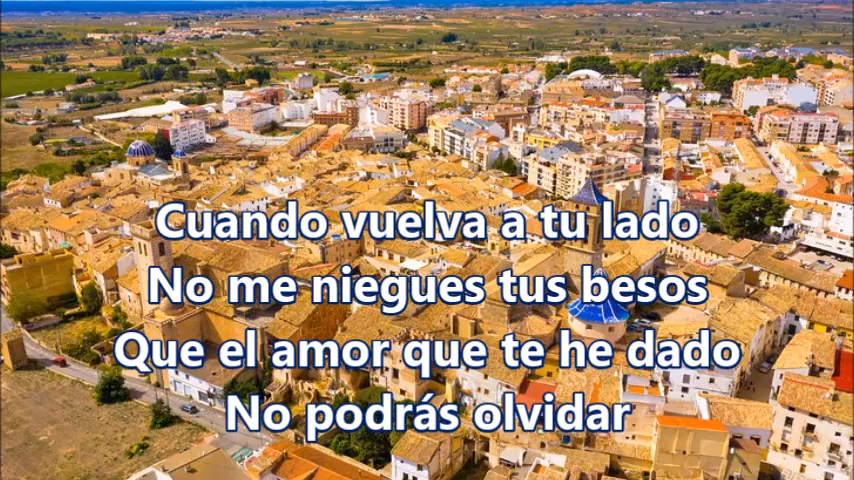 Cuando vuelva a tu lado
No me niegues tus besos
Que el amor que te he dado
No podrás olvidar